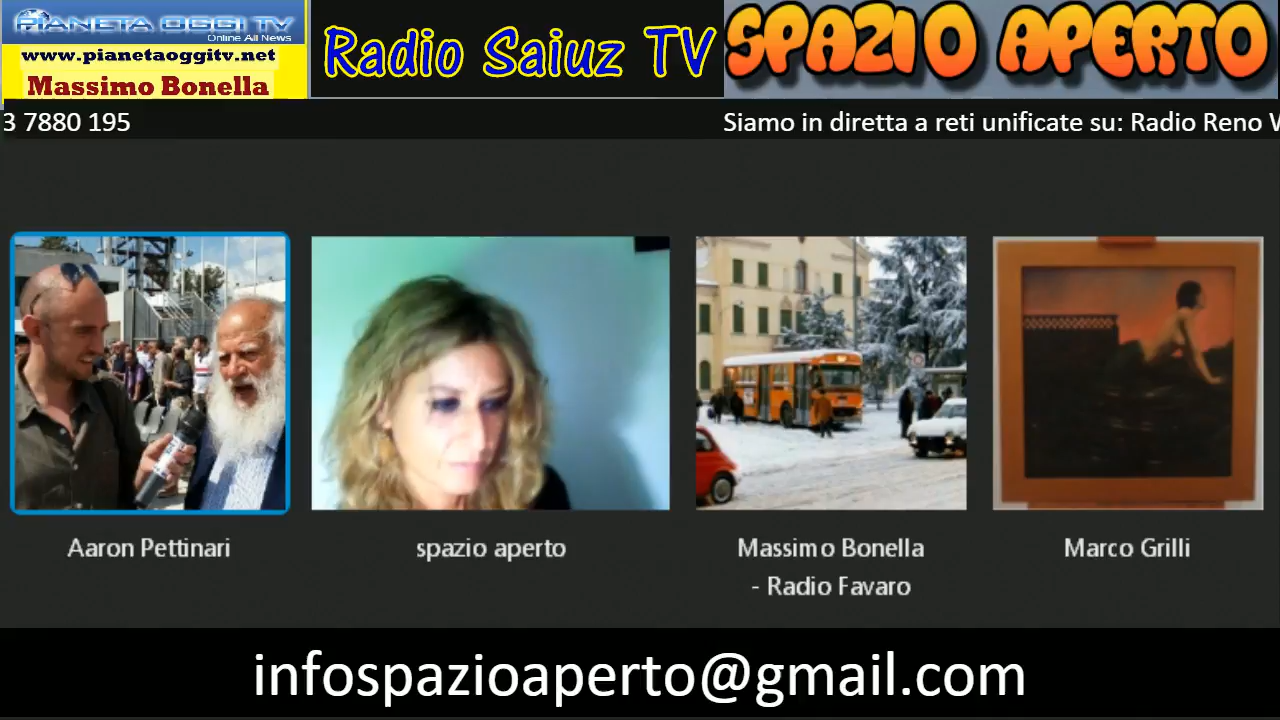 PIANETA OGGI TV
Online All News
www.pianetaoggitv.net
Massimo Bonella
Radio Saiuz TV
SPAZIO APERTO
3 7880 195
Siamo in diretta a reti unificate su: Radio Reno
Aaron Pettinari
spazio aperto
Massimo Bonella
- Radio Favaro
Marco Grilli
infospazioaperto@gmail.com